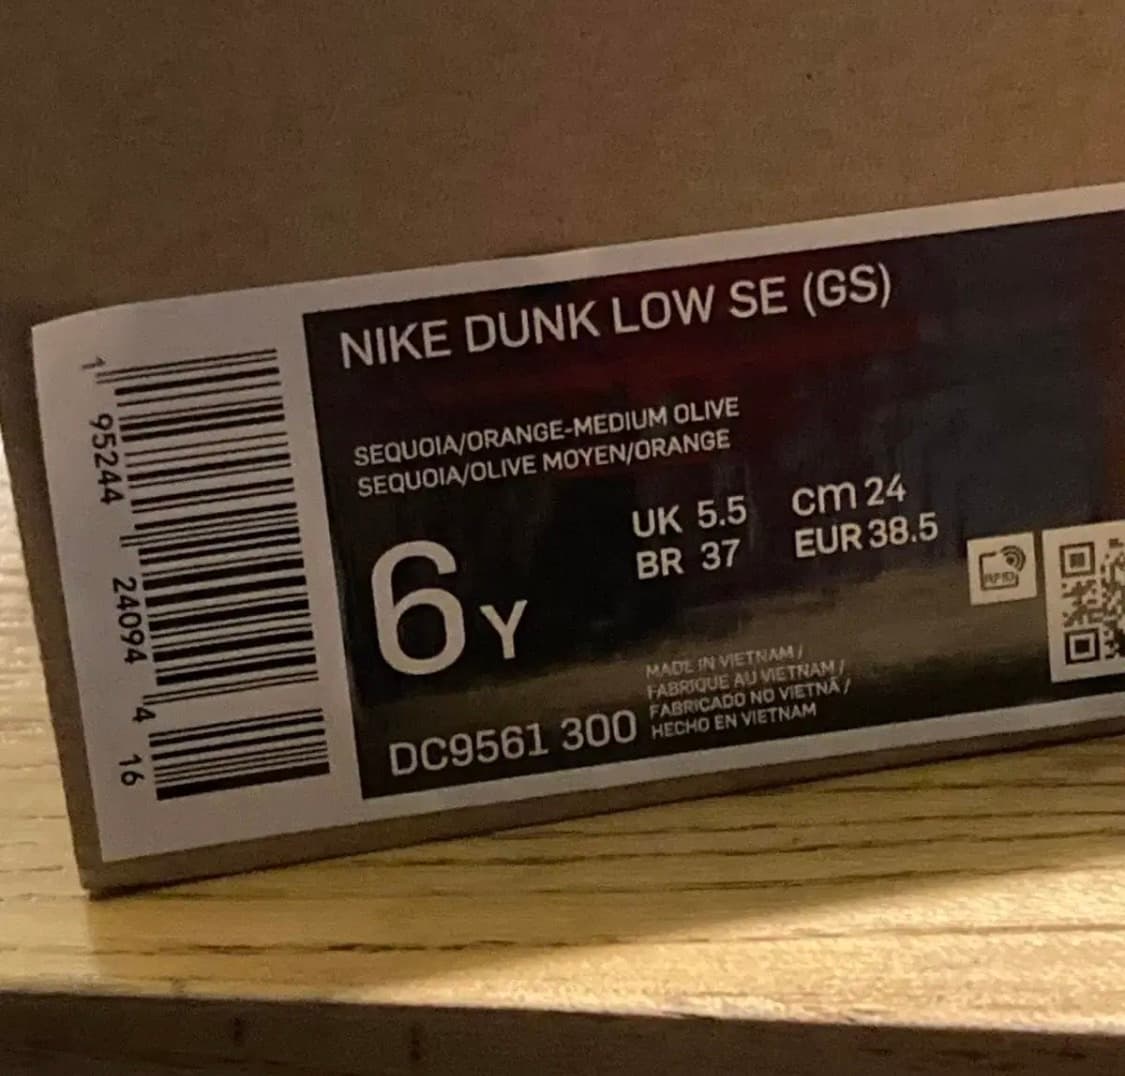 NIKE DUNK LOW SE (GS)
SEQUOIA/ORANGE-MEDIUM OLIVE
SEQUOIA/OLIVE MOYEN/ORANGE
UK 5.5 cm 24
BR 37 EUR 38.5
6Y
MADE IN VIETNAM /
FABRIQUE AU VIETNAM /
FABRICADO NO VIETNÃ /
HECHO EN VIETNAM
DC9561 300
RFID
1 95244 24094 4 16